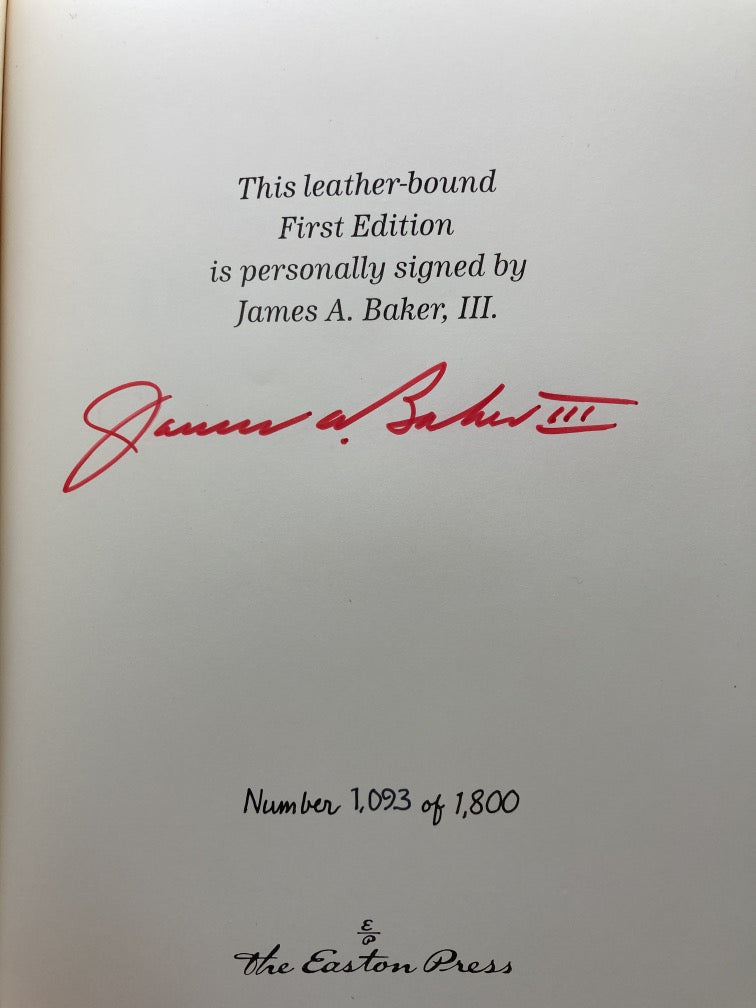 This leather-bound
First Edition
is personally signed by
James A. Baker, III.
James A. Baker III
Number 1,093 of 1,800
E
P
The Easton Press